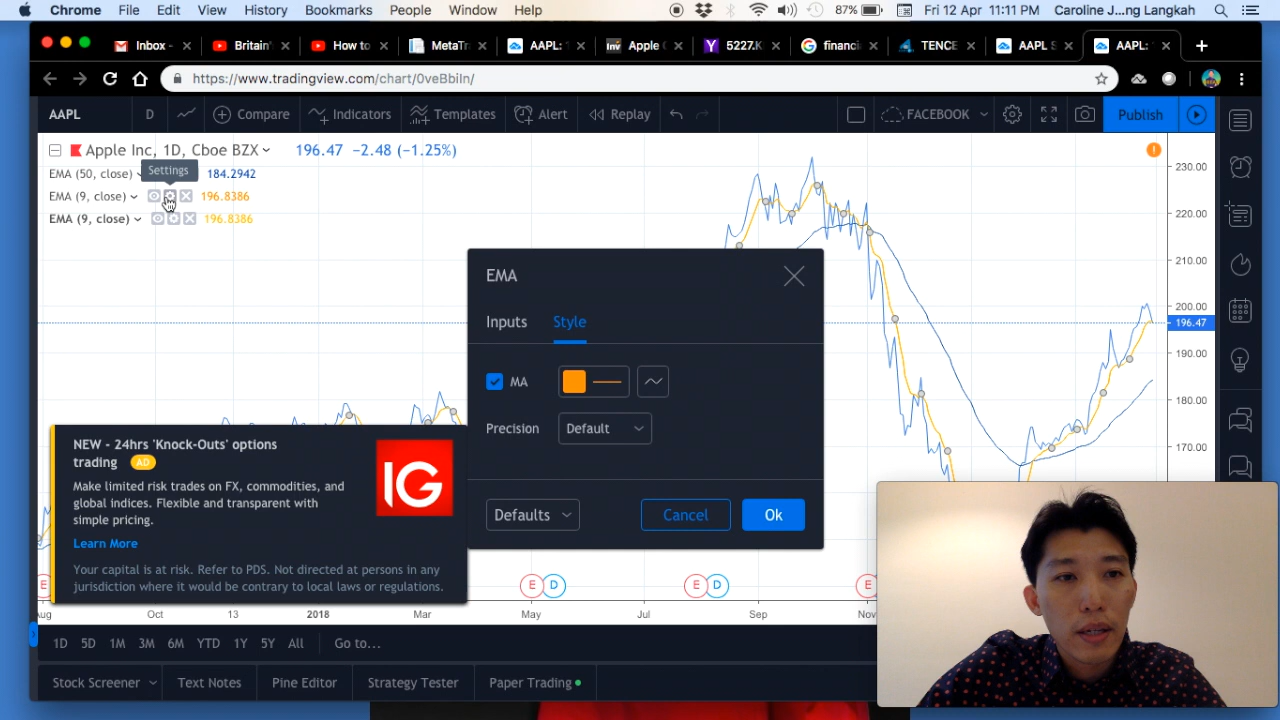 Chrome File Edit View History Bookmarks People Window Help 87% Fri 12 Apr 11:11 PM Caroline J...ng Langkah
Inbox - Britain' How to MetaTra AAPL: Inv Apple 5227.K financi TENCE AAPL S AAPL:
https://www.tradingview.com/chart/0veBbiIn/
AAPL D Compare Indicators Templates Alert Replay FACEBOOK Publish
Apple Inc, 1D, Cboe BZX 196.47 −2.48 (−1.25%)
Settings
EMA (50, close) 184.2942
EMA (9, close) 196.8386
EMA (9, close) 196.8386
230.00
220.00
210.00
200.00
196.47
190.00
180.00
170.00
EMA
Inputs Style
MA
Precision Default
Defaults Cancel Ok
NEW - 24hrs 'Knock-Outs' options
trading AD
Make limited risk trades on FX, commodities, and
global indices. Flexible and transparent with
simple pricing.
Learn More
Your capital is at risk. Refer to PDS. Not directed at persons in any
jurisdiction where it would be contrary to local laws or regulations.
IG
E E D E D E
Aug Oct 13 2018 Mar May Jul Sep Nov
1D 5D 1M 3M 6M YTD 1Y 5Y All Go to...
Stock Screener Text Notes Pine Editor Strategy Tester Paper Trading